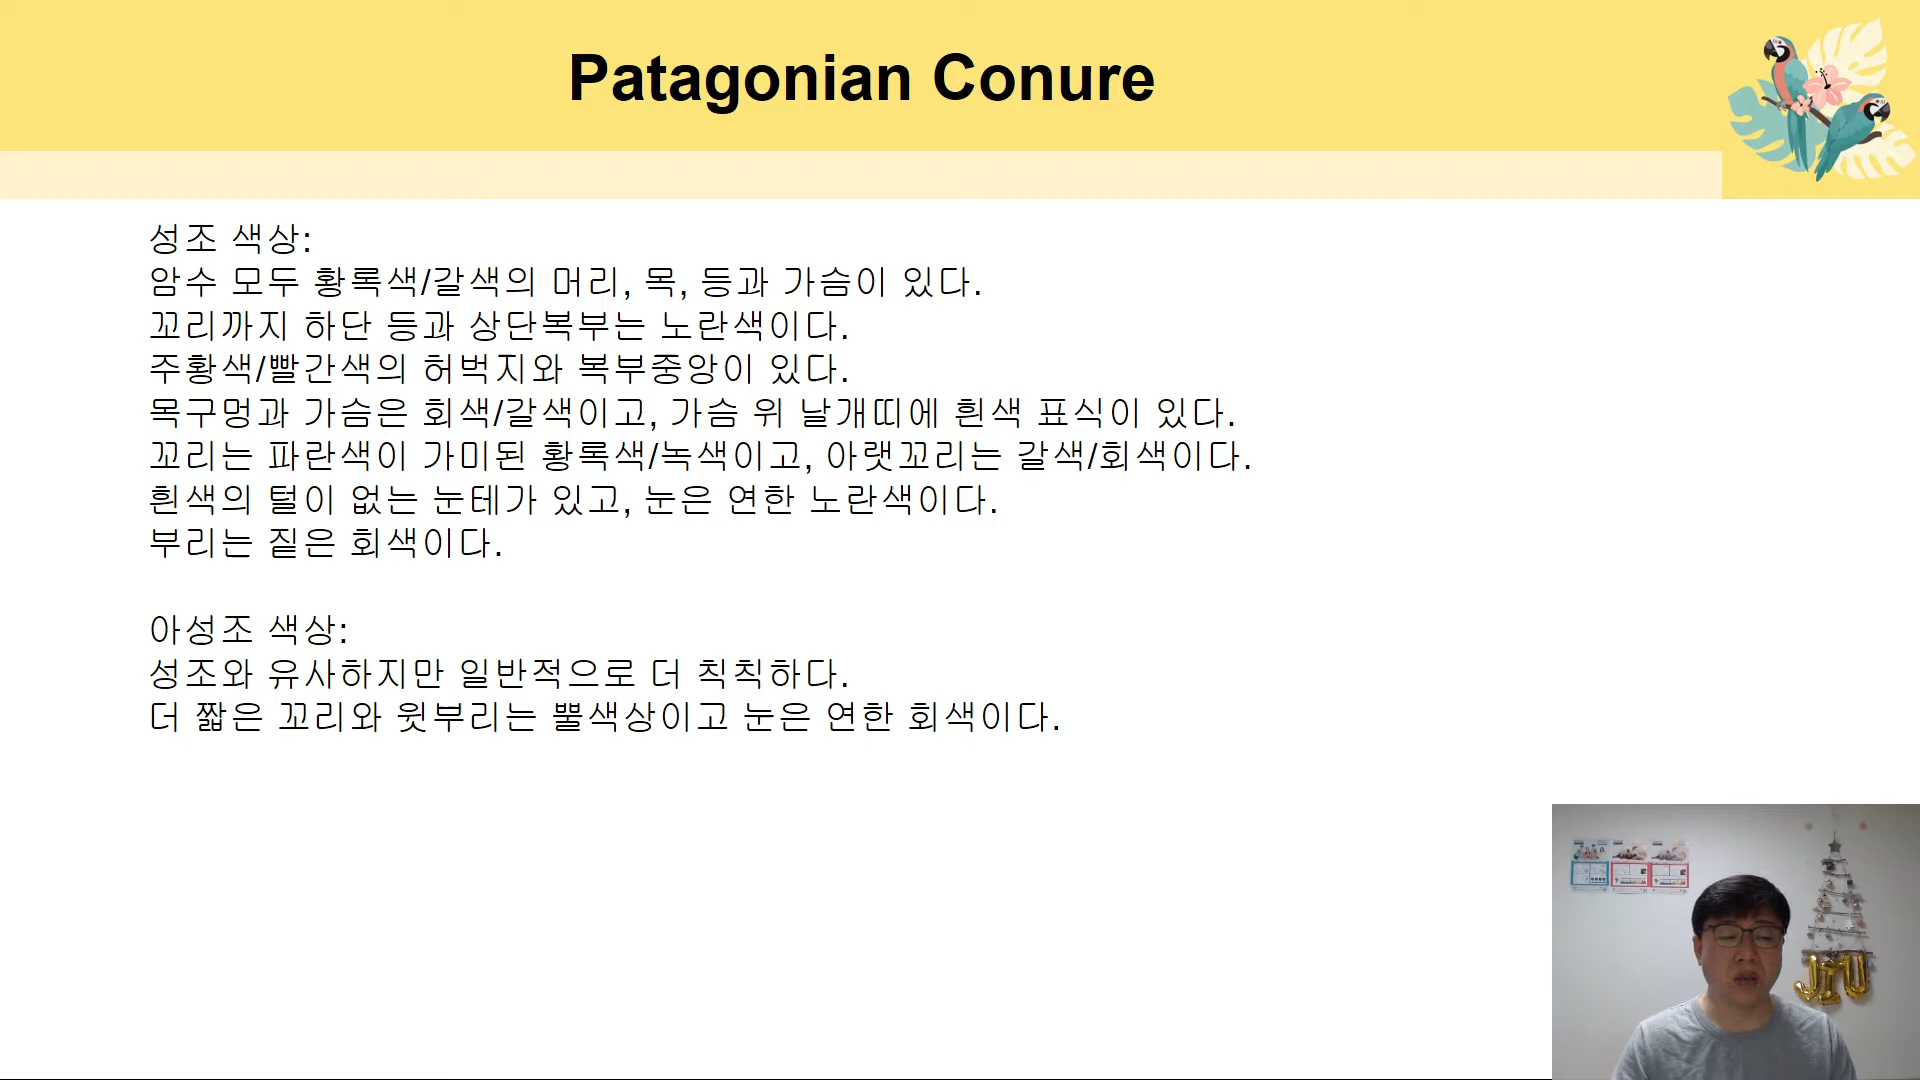 Patagonian Conure
성조 색상:
암수 모두 황록색/갈색의 머리, 목, 등과 가슴이 있다.
꼬리까지 하단 등과 상단복부는 노란색이다.
주황색/빨간색의 허벅지와 복부중앙이 있다.
목구멍과 가슴은 회색/갈색이고, 가슴 위 날개띠에 흰색 표식이 있다.
꼬리는 파란색이 가미된 황록색/녹색이고, 아랫꼬리는 갈색/회색이다.
흰색의 털이 없는 눈테가 있고, 눈은 연한 노란색이다.
부리는 짙은 회색이다.
아성조 색상:
성조와 유사하지만 일반적으로 더 칙칙하다.
더 짧은 꼬리와 윗부리는 뿔색상이고 눈은 연한 회색이다.
JIU